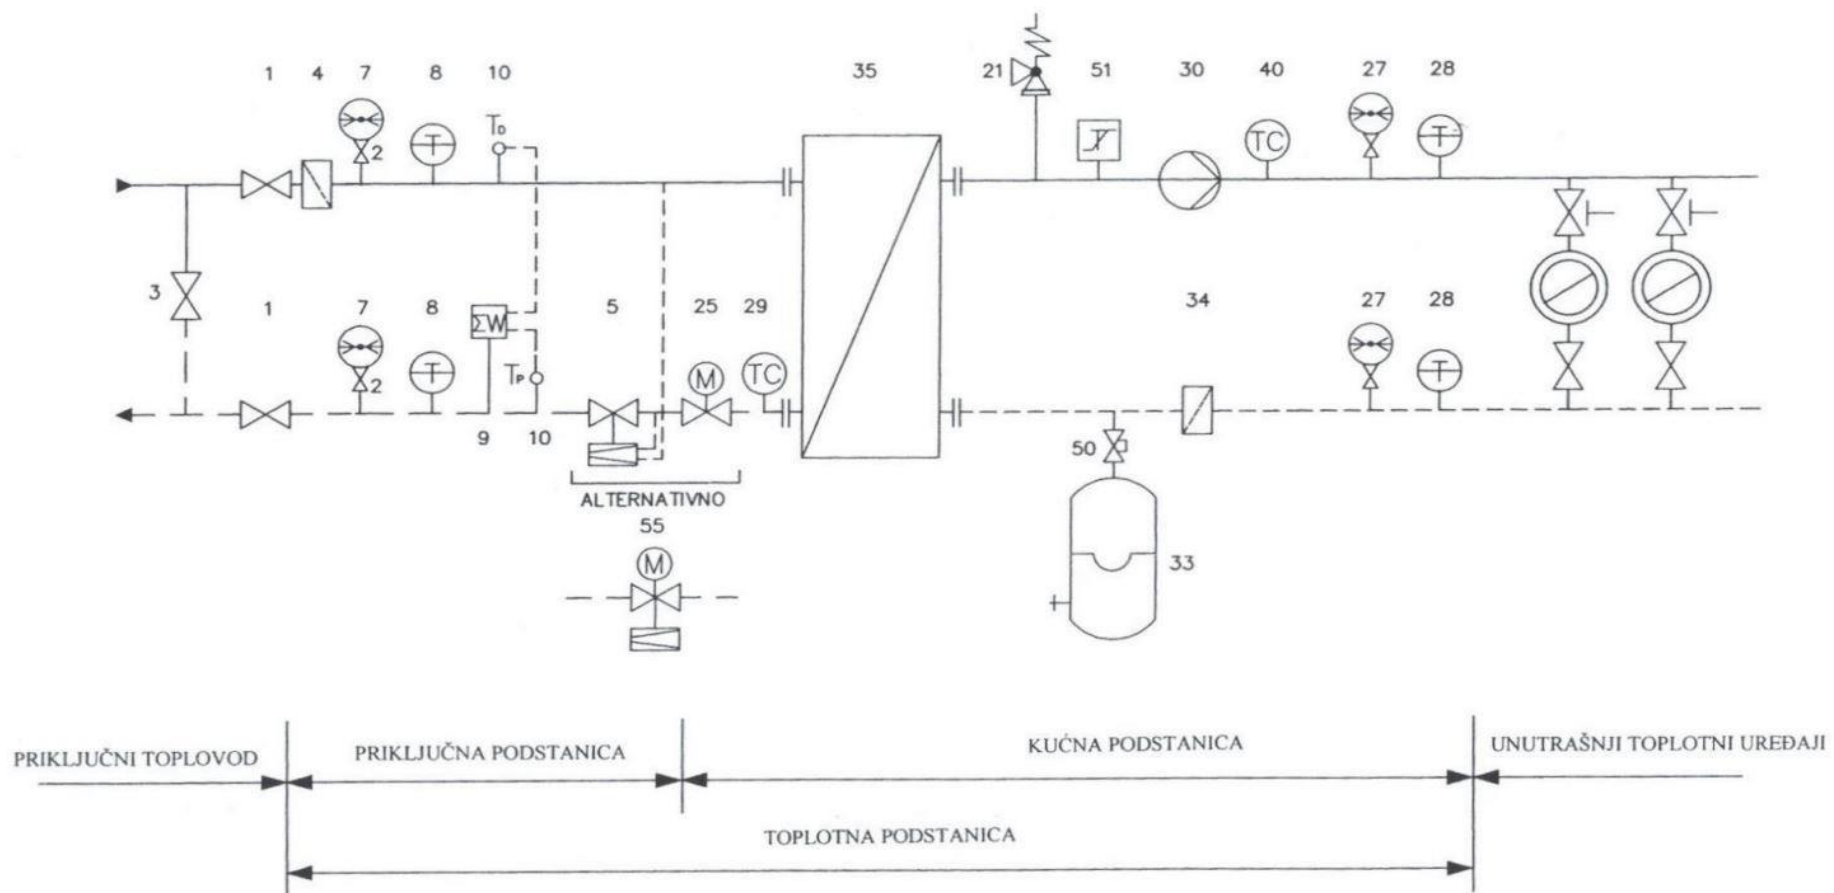 1 4 7 8 10 35 21 51 30 40 27 28
2 T T_D TC T
3 1 7 8 5 25 29 34 27 28
ΣW
2 T T_P M TC T
9 10 50
ALTERNATIVNO
55
M
33
PRIKLJUČNI TOPLOVOD PRIKLJUČNA PODSTANICA KUĆNA PODSTANICA UNUTRAŠNJI TOPLOTNI UREĐAJI
TOPLOTNA PODSTANICA